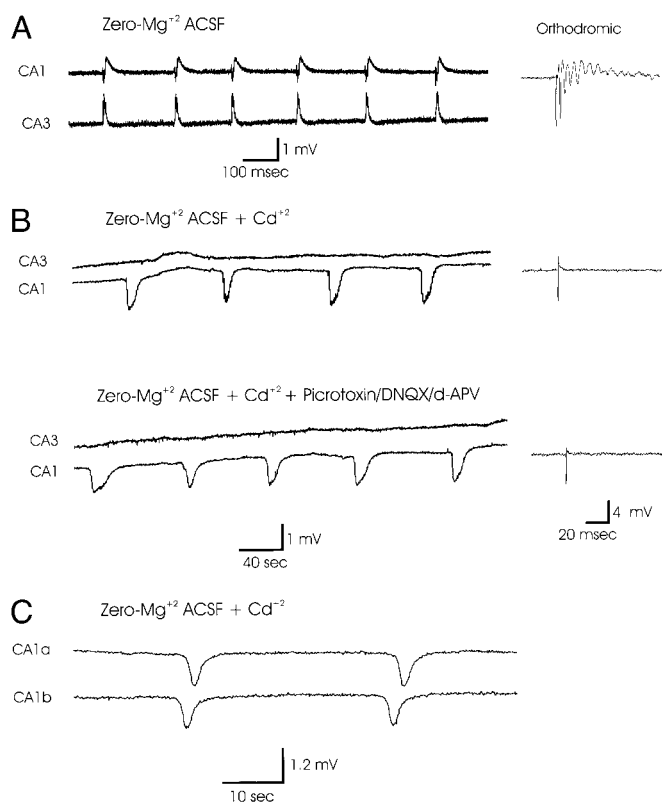 A
Zero-Mg+2 ACSF
Orthodromic
CA1
CA3
1 mV
100 msec
B
Zero-Mg+2 ACSF + Cd+2
CA3
CA1
Zero-Mg+2 ACSF + Cd+2 + Picrotoxin/DNQX/d-APV
CA3
CA1
1 mV
40 sec
4 mV
20 msec
C
Zero-Mg+2 ACSF + Cd-2
CA1a
CA1b
1.2 mV
10 sec